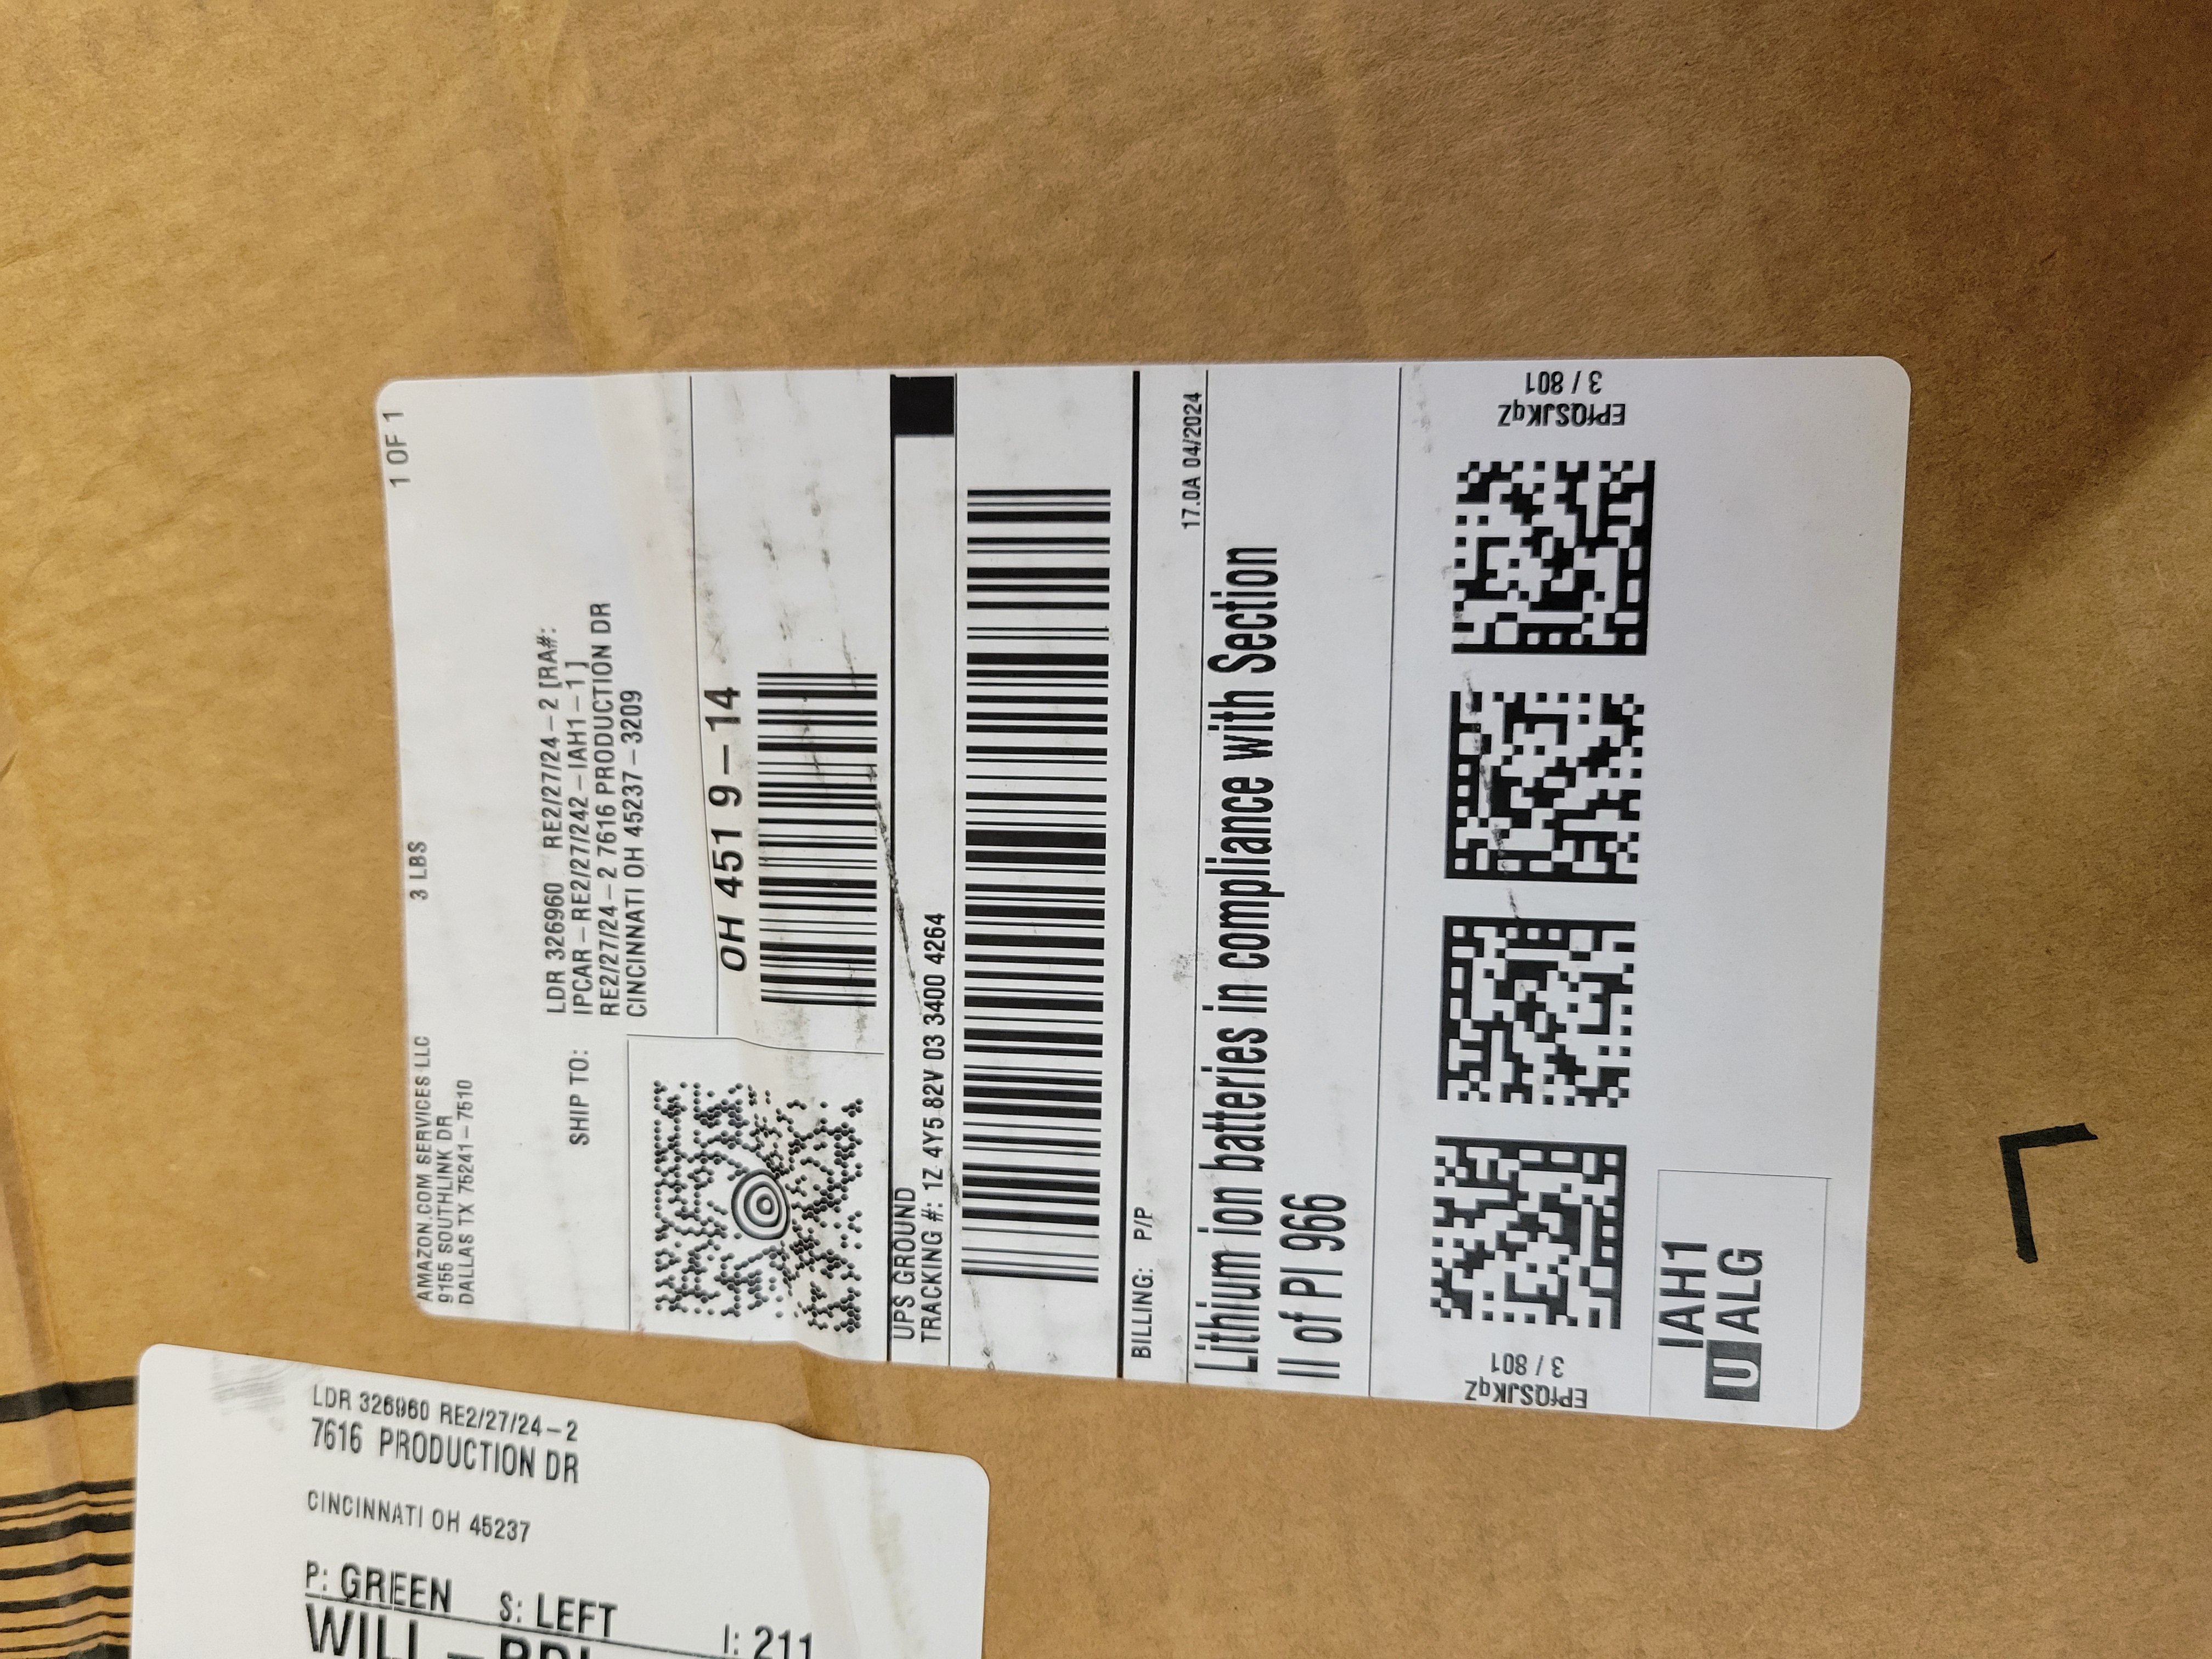 AMAZON.COM SERVICES LLC
9155 SOUTHLINK DR
DALLAS TX 75241-7510
3 LBS
1 OF 1
SHIP TO:
LDR 326960 RE2/27/24-2 [RA#:
IPCAR-RE2/27/242-IAH1-1]
RE2/27/24-2 7616 PRODUCTION DR
CINCINNATI OH 45237-3209
OH 451 9-14
UPS GROUND
TRACKING #: 1Z 4Y5 82V 03 3400 4264
BILLING: P/P
17.0A 04/2024
Lithium ion batteries in compliance with Section
II of PI 966
EPfQSJKqZ
3 / 801
EPfQSJKqZ
3 / 801
IAH1
U ALG
LDR 326960 RE2/27/24-2
7616 PRODUCTION DR
CINCINNATI OH 45237
P: GREEN S: LEFT I: 211